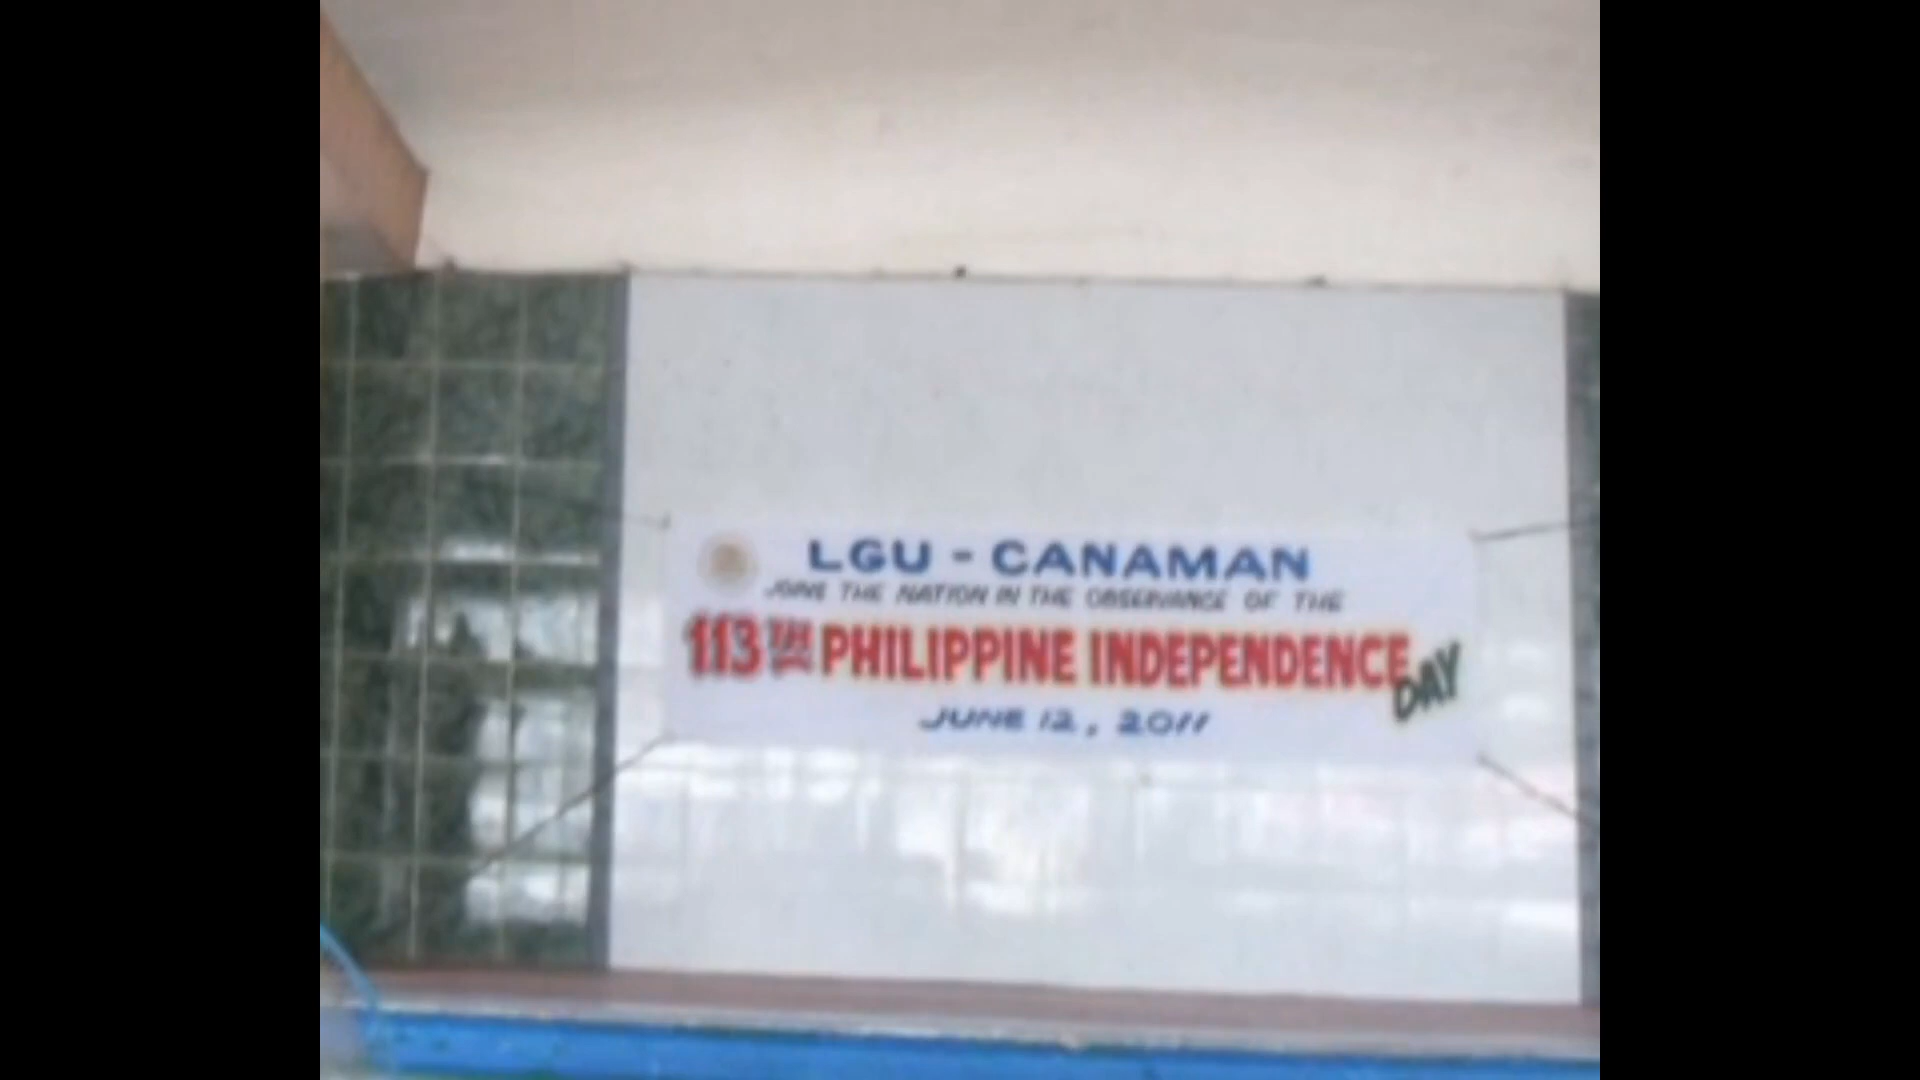 LGU - CANAMAN
JOINS THE NATION IN THE OBSERVANCE OF THE
113TH PHILIPPINE INDEPENDENCE DAY
JUNE 12, 2011